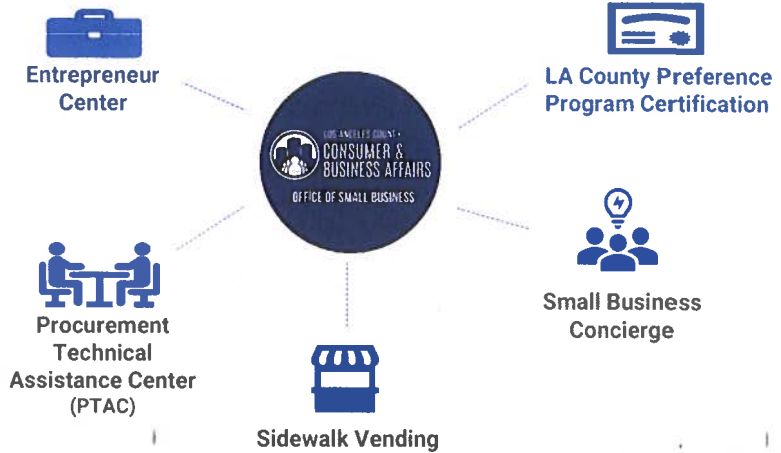 Entrepreneur
Center
LA County Preference
Program Certification
LOS ANGELES COUNTY
CONSUMER &
BUSINESS AFFAIRS
OFFICE OF SMALL BUSINESS
Procurement
Technical
Assistance Center
(PTAC)
Small Business
Concierge
Sidewalk Vending